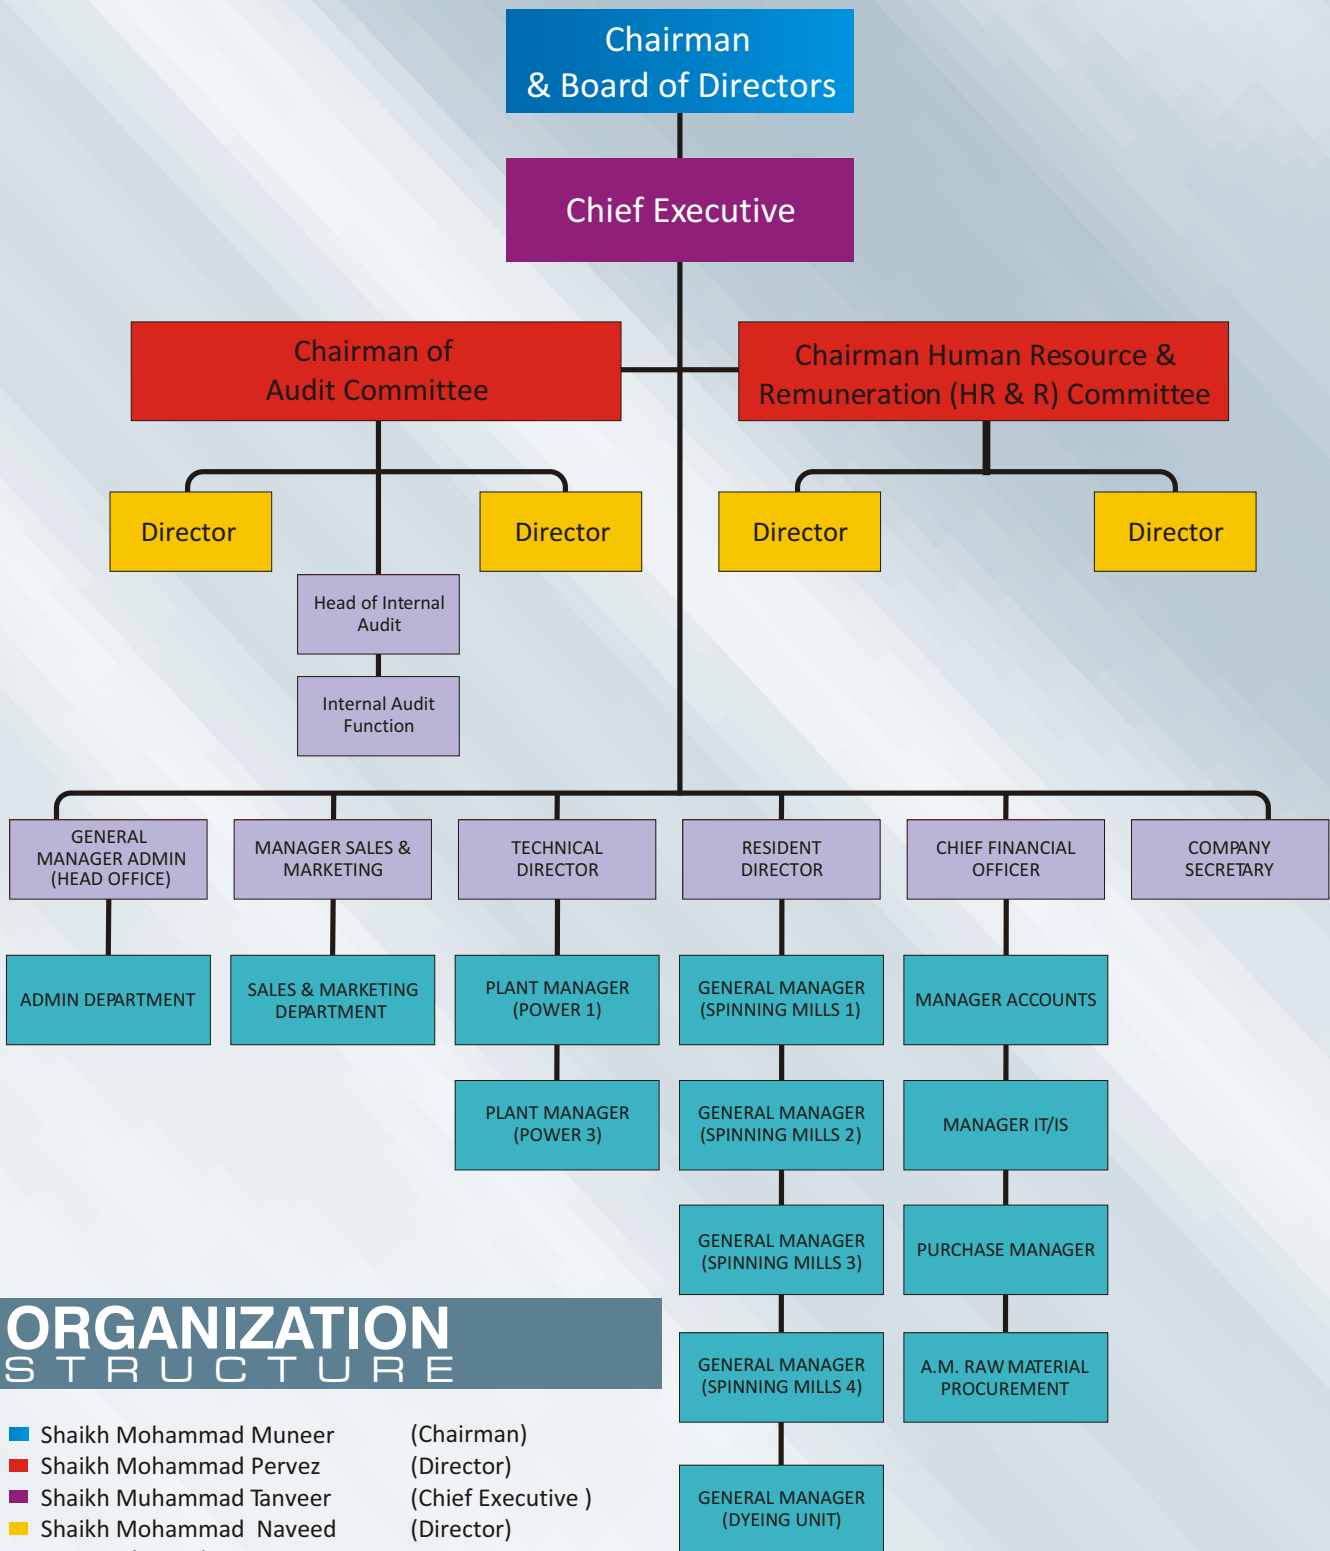 Chairman
& Board of Directors
Chief Executive
Chairman of
Audit Committee
Chairman Human Resource &
Remuneration (HR & R) Committee
Director
Director
Director
Director
Head of Internal
Audit
Internal Audit
Function
GENERAL
MANAGER ADMIN
(HEAD OFFICE)
MANAGER SALES &
MARKETING
TECHNICAL
DIRECTOR
RESIDENT
DIRECTOR
CHIEF FINANCIAL
OFFICER
COMPANY
SECRETARY
ADMIN DEPARTMENT
SALES & MARKETING
DEPARTMENT
PLANT MANAGER
(POWER 1)
GENERAL MANAGER
(SPINNING MILLS 1)
MANAGER ACCOUNTS
PLANT MANAGER
(POWER 3)
GENERAL MANAGER
(SPINNING MILLS 2)
MANAGER IT/IS
GENERAL MANAGER
(SPINNING MILLS 3)
PURCHASE MANAGER
GENERAL MANAGER
(SPINNING MILLS 4)
A.M. RAW MATERIAL
PROCUREMENT
GENERAL MANAGER
(DYEING UNIT)
ORGANIZATION
STRUCTURE
Shaikh Mohammad Muneer (Chairman)
Shaikh Mohammad Pervez (Director)
Shaikh Muhammad Tanveer (Chief Executive )
Shaikh Mohammad Naveed (Director)